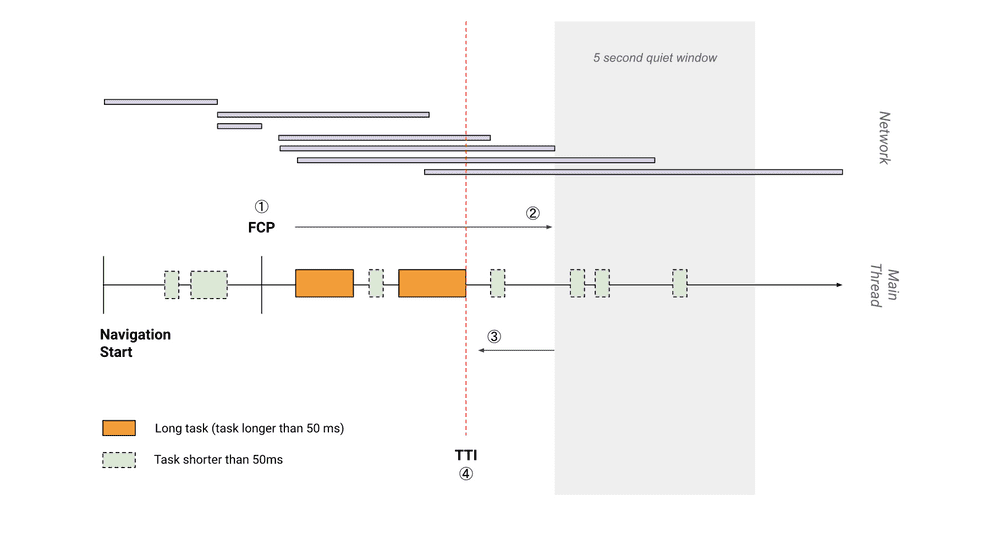 5 second quiet window
Network
①
FCP
②
Main
Thread
Navigation
Start
③
Long task (task longer than 50 ms)
Task shorter than 50ms
TTI
④